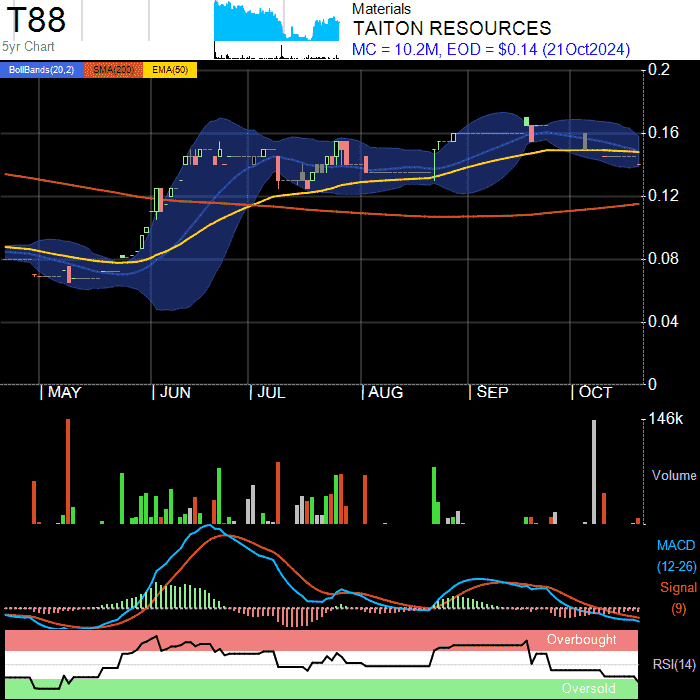 T88
5yr Chart
Materials
TAITON RESOURCES
MC = 10.2M, EOD = $0.14 (21Oct2024)
BollBands(20,2) SMA(200) EMA(50)
0.2
0.16
0.12
0.08
0.04
0
MAY JUN JUL AUG SEP OCT
146k
Volume
MACD
(12-26)
Signal
(9)
Overbought
RSI(14)
Oversold